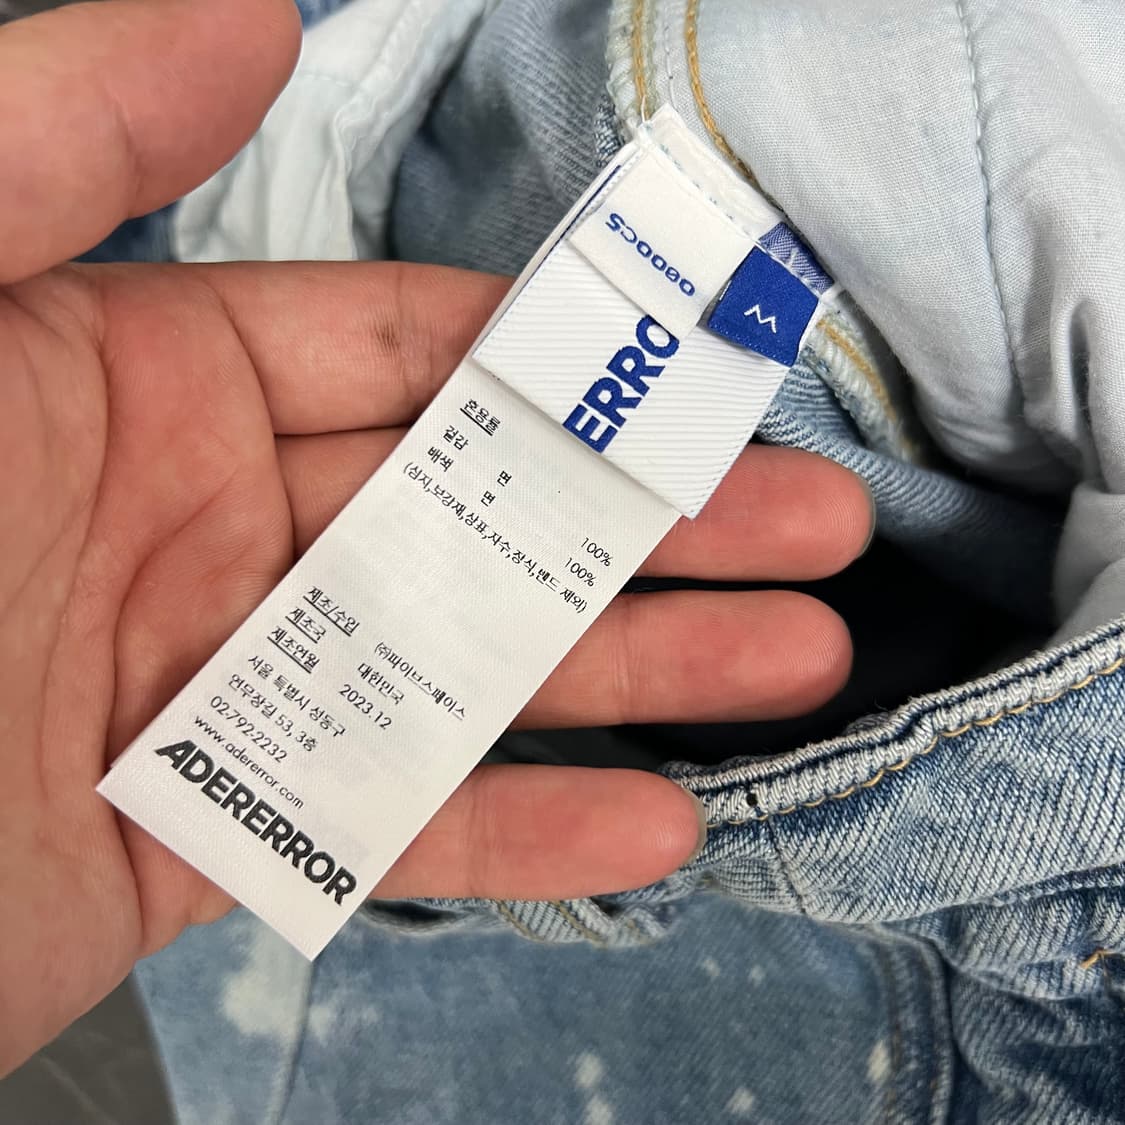 ERRO
혼용률
겉감 면 100%
배색 면 100%
(심지,보강재,상표,자수,장식,밴드 제외)
제조/수입 (주)파이브스페이스
제조국 대한민국
제조연월 2023.12
서울 특별시 성동구
연무장길 53, 3층
02-792-2232
www.adererror.com
ADERERROR